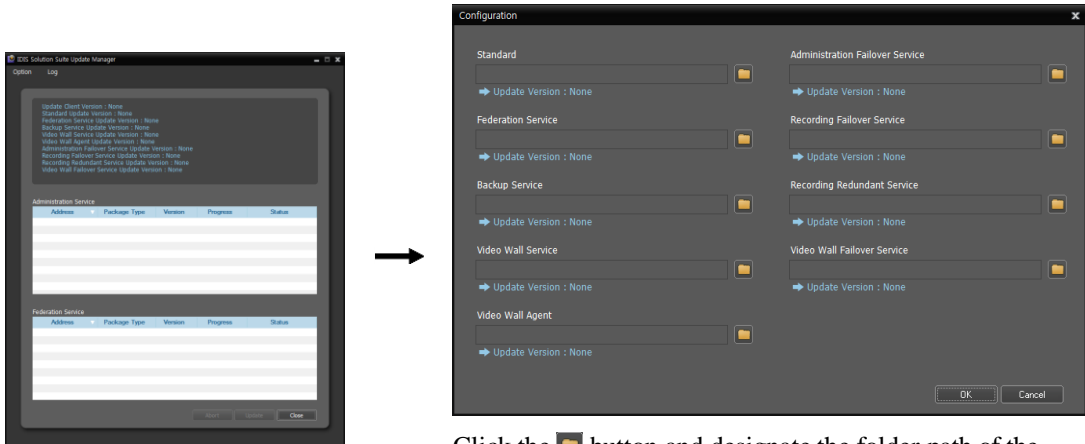 IDIS Solution Suite Update Manager
Option Log
Update Client Version : None
Standard Update Version : None
Federation Service Update Version : None
Backup Service Update Version : None
Video Wall Service Update Version : None
Video Wall Agent Update Version : None
Administration Failover Service Update Version : None
Recording Failover Service Update Version : None
Recording Redundant Service Update Version : None
Video Wall Failover Service Update Version : None
Administration Service
Address Package Type Version Progress Status
Federation Service
Address Package Type Version Progress Status
Abort Update Close
Configuration
Standard
Update Version : None
Federation Service
Update Version : None
Backup Service
Update Version : None
Video Wall Service
Update Version : None
Video Wall Agent
Update Version : None
Administration Failover Service
Update Version : None
Recording Failover Service
Update Version : None
Recording Redundant Service
Update Version : None
Video Wall Failover Service
Update Version : None
OK Cancel
Click the button and designate the folder path of the